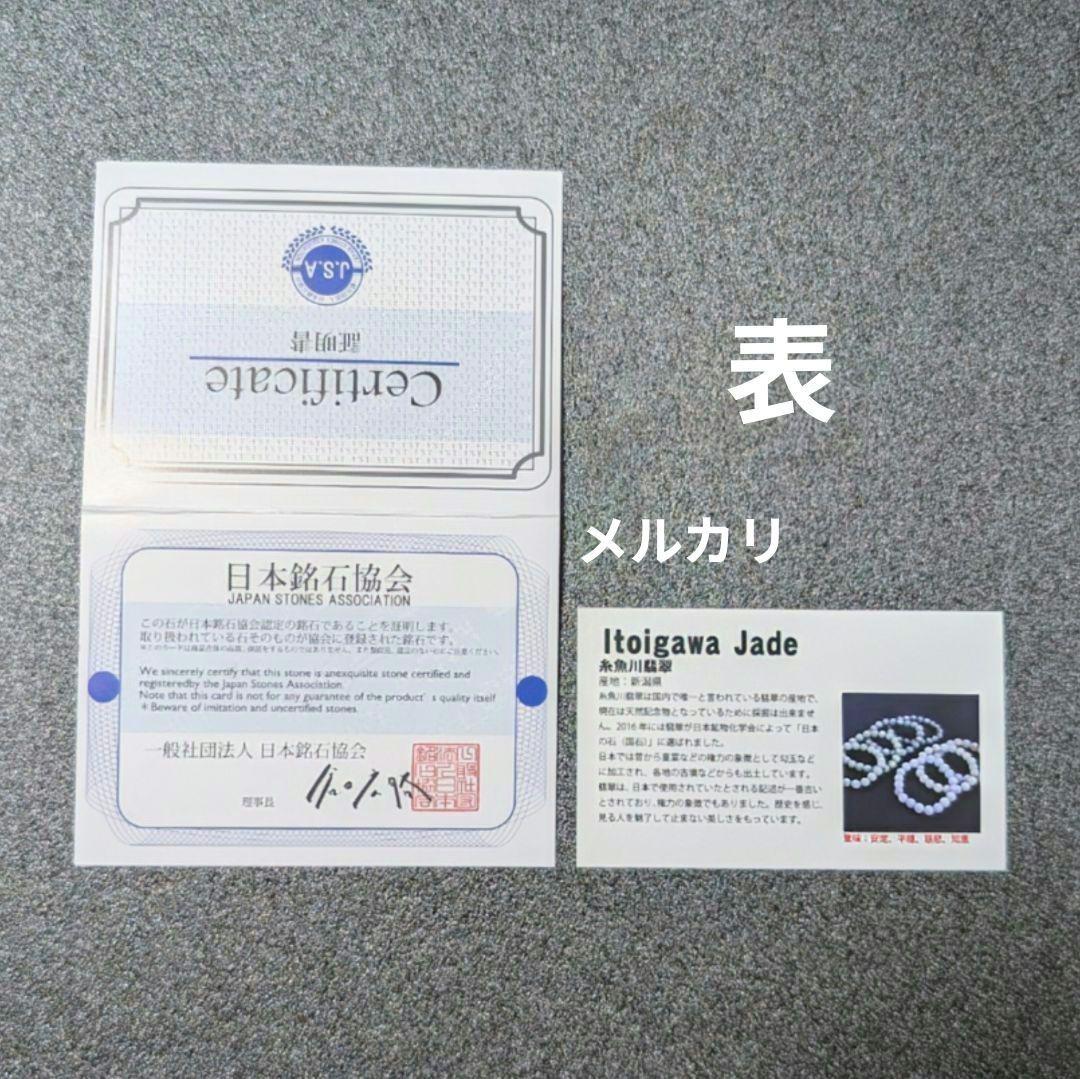 J.S.A
証明書
Certificate
表
メルカリ
日本銘石協会
JAPAN STONES ASSOCIATION
この石が日本銘石協会認定の銘石であることを証明します。
取り扱われている石そのものが協会に登録された銘石です。
We sincerely certify that this stone is anexquisite stone certified and
registeredby the Japan Stones Association.
Note that this card is not for any guarantee of the product's quality itself
＊Beware of imitation and uncertified stones.
一般社団法人 日本銘石協会
理事長
Itoigawa Jade
糸魚川翡翠
産地：新潟県
糸魚川翡翠は国内で唯一と言われている翡翠の産地で、
現在は天然記念物となっているために採掘は出来ませ
ん。2016年には翡翠が日本鉱物化学会によって「日本
の石（国石）」に選ばれました。
日本では昔から豪富などの権力の象徴として勾玉など
に加工され、各地の古墳などからも出土しています。
翡翠は、日本で使用されていたとされる記述が一番古い
とされており、権力の象徴でもありました。歴史を感じ、
見る人を魅了して止まない美しさをもっています。
意味：安定、平穏、慈悲、知恵